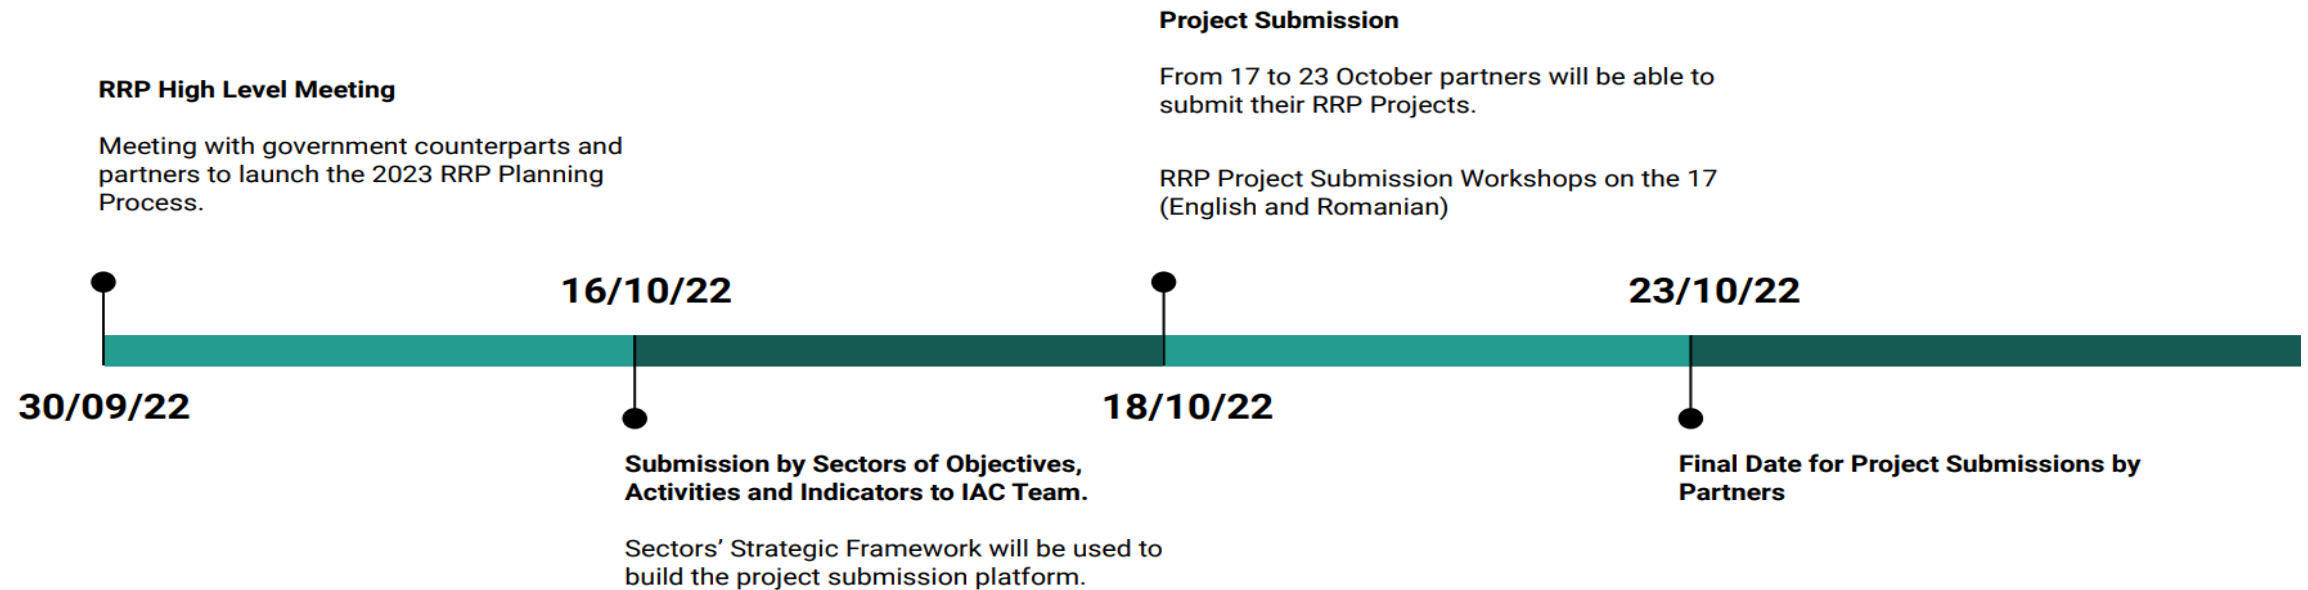 RRP High Level Meeting
Meeting with government counterparts and
partners to launch the 2023 RRP Planning
Process.
30/09/22
16/10/22
Submission by Sectors of Objectives,
Activities and Indicators to IAC Team.
Sectors’ Strategic Framework will be used to
build the project submission platform.
Project Submission
From 17 to 23 October partners will be able to
submit their RRP Projects.
RRP Project Submission Workshops on the 17
(English and Romanian)
18/10/22
23/10/22
Final Date for Project Submissions by
Partners